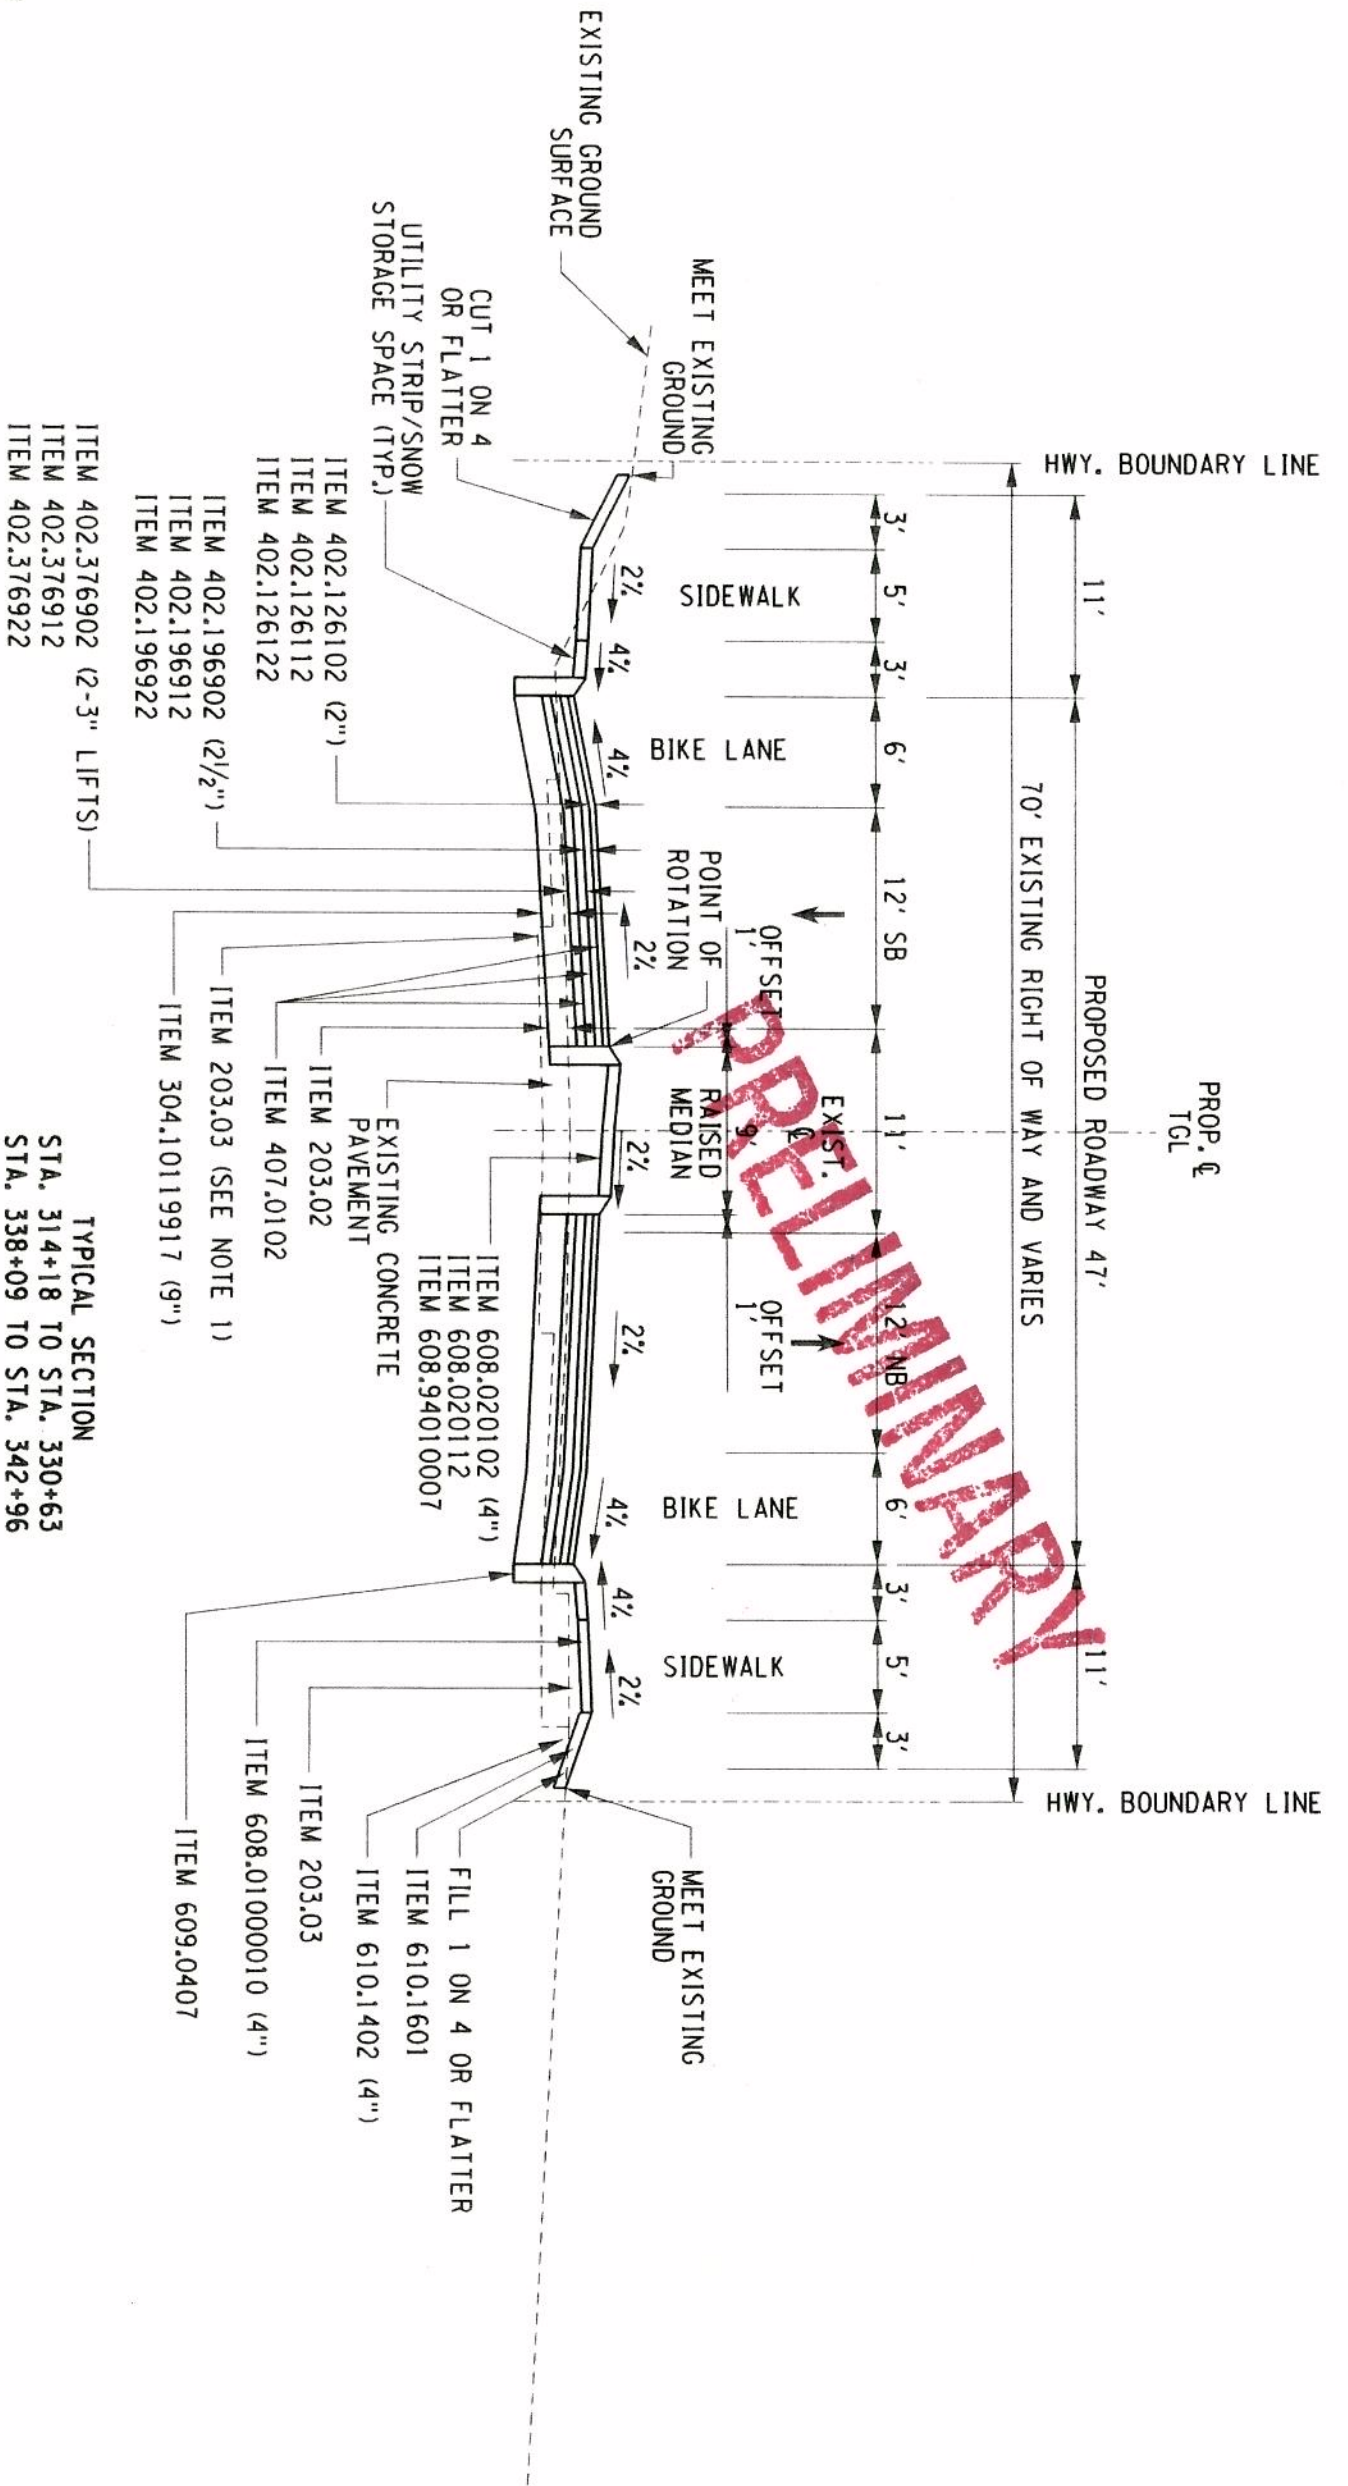 PROP. ℄
TGL
HWY. BOUNDARY LINE
HWY. BOUNDARY LINE
11'
PROPOSED ROADWAY 47'
11'
70' EXISTING RIGHT OF WAY AND VARIES
3'
5'
3'
6'
12' SB
11'
12' NB
6'
3'
5'
3'
EXIST.
℄
OFFSET
1'
RAISED
9'
MEDIAN
OFFSET
1'
SIDEWALK
BIKE LANE
POINT OF
ROTATION
BIKE LANE
SIDEWALK
PRELIMINARY
MEET EXISTING
GROUND
MEET EXISTING
GROUND
EXISTING GROUND
SURFACE
2%
4%
4%
2%
2%
2%
4%
4%
2%
CUT 1 ON 4
OR FLATTER
UTILITY STRIP/SNOW
STORAGE SPACE (TYP.)
ITEM 402.126102 (2")
ITEM 402.126112
ITEM 402.126122
ITEM 402.196902 (2½")
ITEM 402.196912
ITEM 402.196922
ITEM 402.376902 (2-3" LIFTS)
ITEM 402.376912
ITEM 402.376922
ITEM 608.020102 (4")
ITEM 608.020112
ITEM 608.94010007
EXISTING CONCRETE
PAVEMENT
ITEM 203.02
ITEM 407.0102
ITEM 203.03 (SEE NOTE 1)
ITEM 304.10119917 (9")
FILL 1 ON 4 OR FLATTER
ITEM 610.1601
ITEM 610.1402 (4")
ITEM 203.03
ITEM 608.01000010 (4")
ITEM 609.0407
TYPICAL SECTION
STA. 314+18 TO STA. 330+63
STA. 338+09 TO STA. 342+96